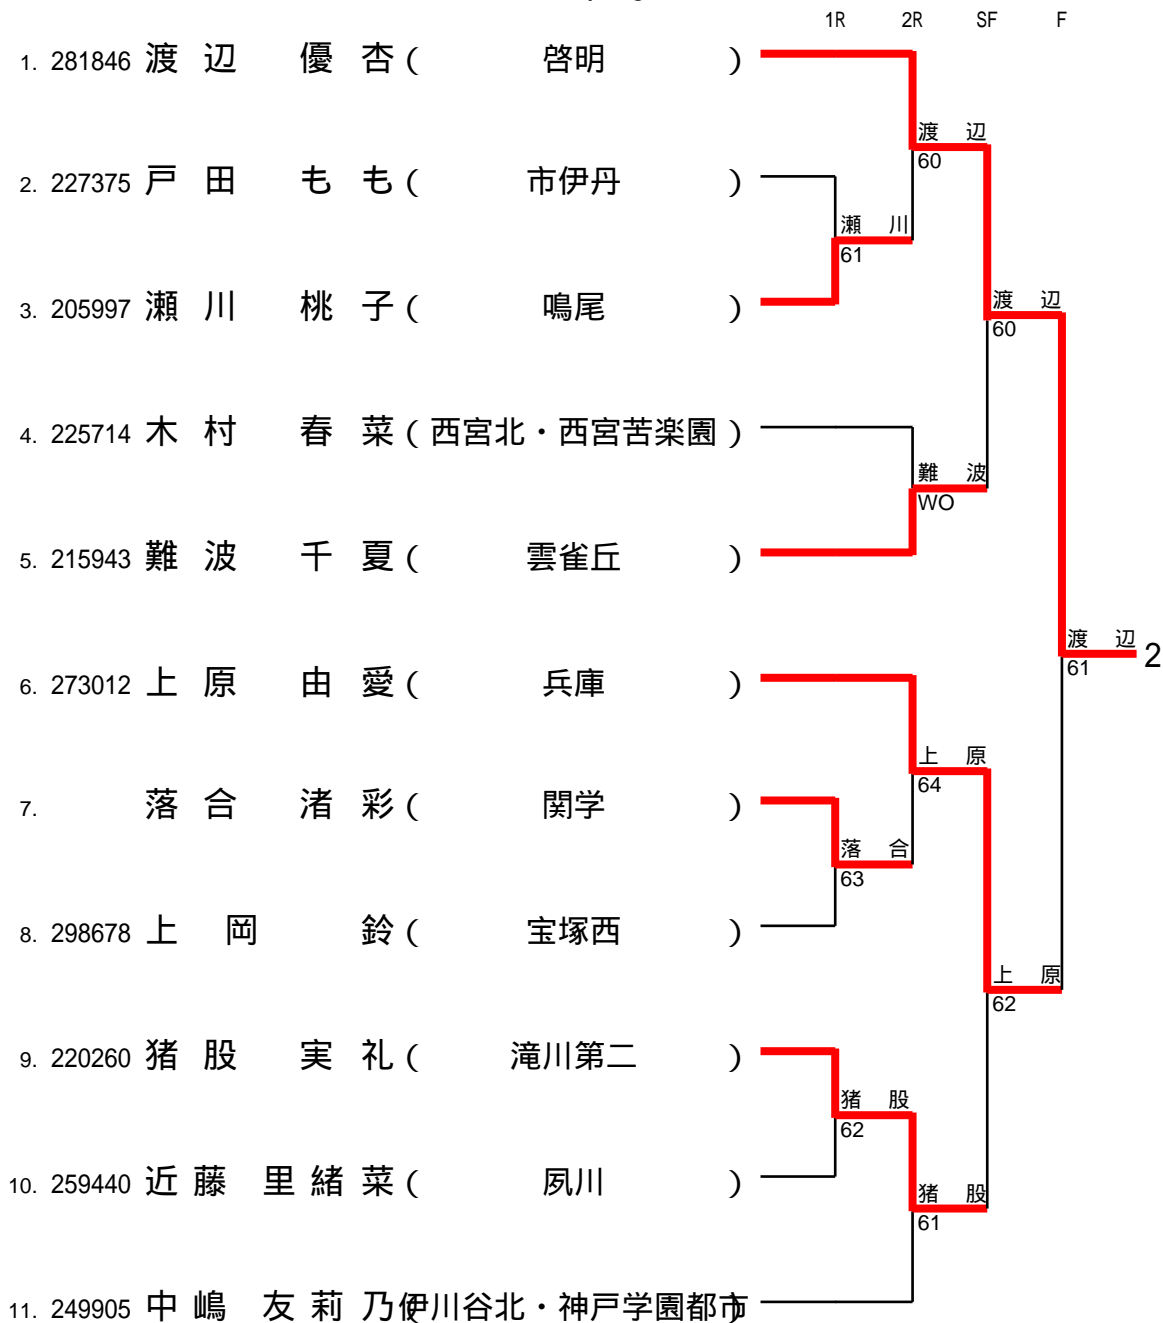 1R 2R SF F
1. 281846 渡辺 優杏 ( 啓明 )
渡 辺
60
2. 227375 戸田 もも ( 市伊丹 )
瀬 川
61
3. 205997 瀬川 桃子 ( 鳴尾 )
渡 辺
60
4. 225714 木村 春菜 ( 西宮北・西宮苦楽園 )
難 波
WO
5. 215943 難波 千夏 ( 雲雀丘 )
渡 辺
61
2
6. 273012 上原 由愛 ( 兵庫 )
上 原
64
7. 落合 渚彩 ( 関学 )
落 合
63
8. 298678 上岡 鈴 ( 宝塚西 )
上 原
62
9. 220260 猪股 実礼 ( 滝川第二 )
猪 股
62
10. 259440 近藤 里緒菜 ( 夙川 )
猪 股
61
11. 249905 中嶋 友莉乃 ( 伊川谷北・神戸学園都市 )